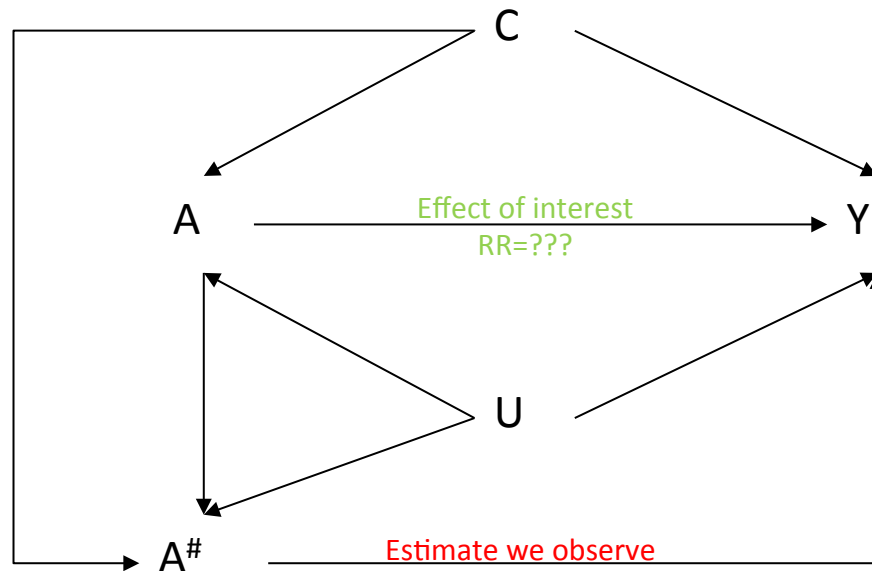 C
Effect of interest
A
Y
RR=???
U
A#
Estimate we observe